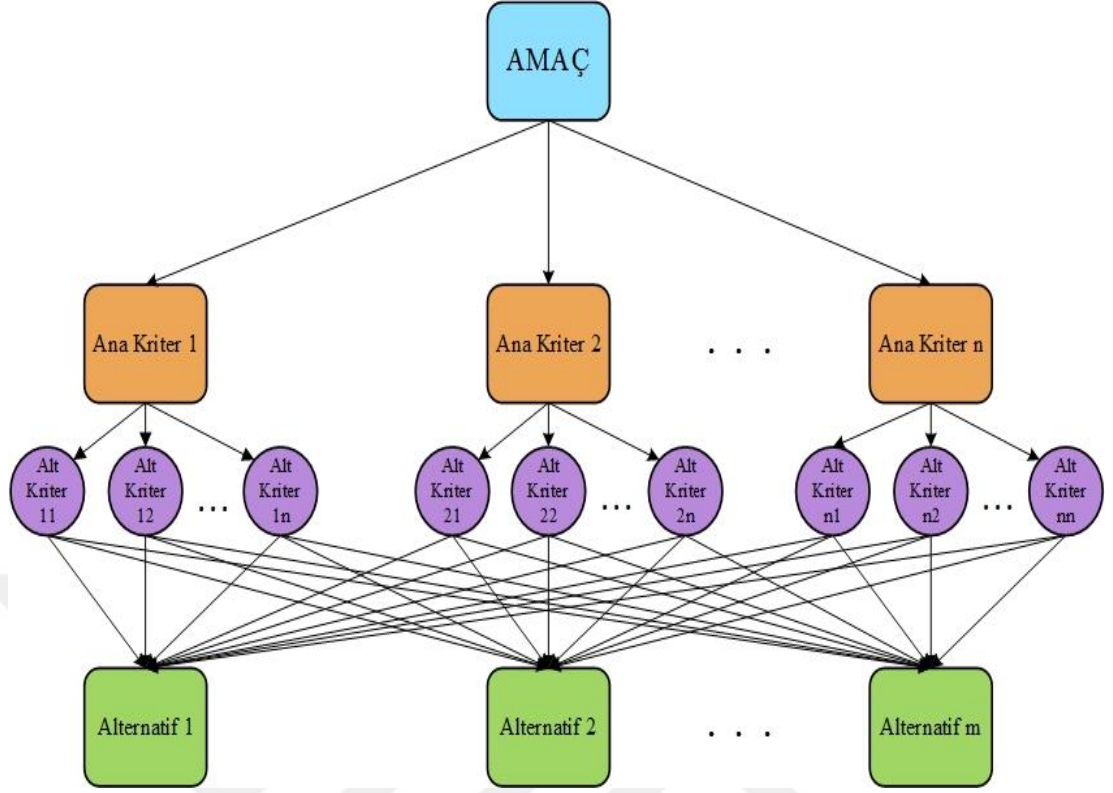 AMAÇ
Ana Kriter 1
Ana Kriter 2
. . .
Ana Kriter n
Alt
Kriter
11
Alt
Kriter
12
...
Alt
Kriter
1n
Alt
Kriter
21
Alt
Kriter
22
...
Alt
Kriter
2n
Alt
Kriter
n1
Alt
Kriter
n2
...
Alt
Kriter
nn
Alternatif 1
Alternatif 2
. . .
Alternatif m